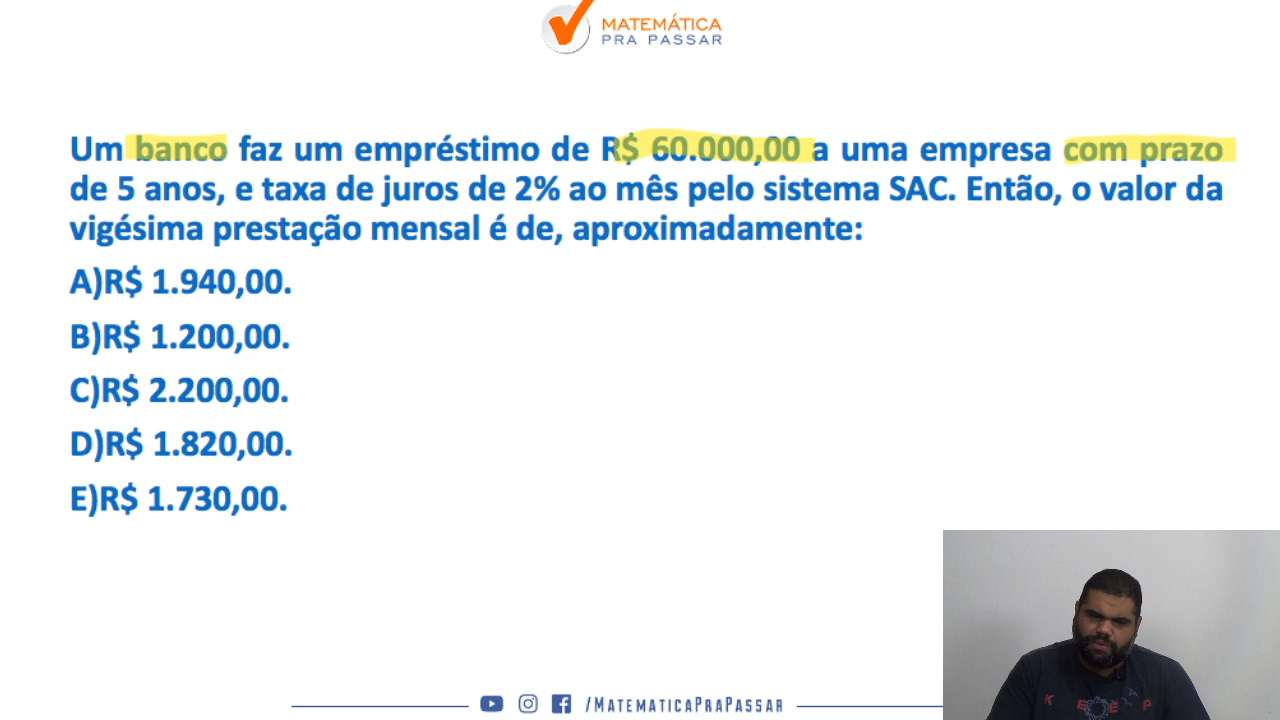 MATEMÁTICA
PRA PASSAR
Um banco faz um empréstimo de R$ 60.000,00 a uma empresa com prazo
de 5 anos, e taxa de juros de 2% ao mês pelo sistema SAC. Então, o valor da
vigésima prestação mensal é de, aproximadamente:
A)R$ 1.940,00.
B)R$ 1.200,00.
C)R$ 2.200,00.
D)R$ 1.820,00.
E)R$ 1.730,00.
/MATEMATICAPRAPASSAR
K E E P